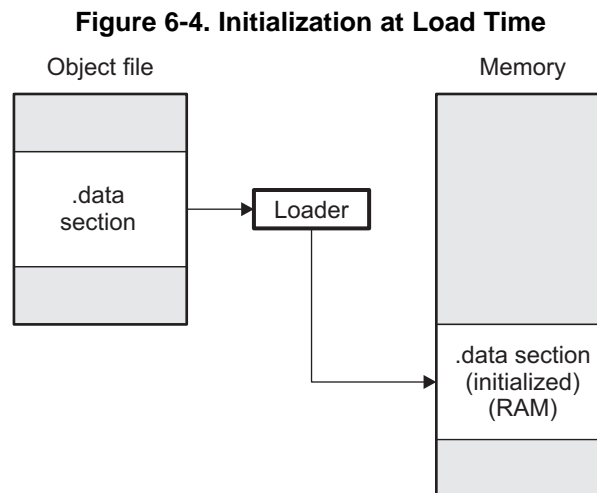 Figure 6-4. Initialization at Load Time
Object file
Memory
.data
section
Loader
.data section
(initialized)
(RAM)